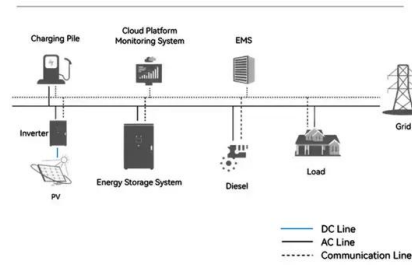 Charging Pile
Cloud Platform
Monitoring System
EMS
Grid
Inverter
PV
Energy Storage System
Diesel
Load
DC Line
AC Line
Communication Line